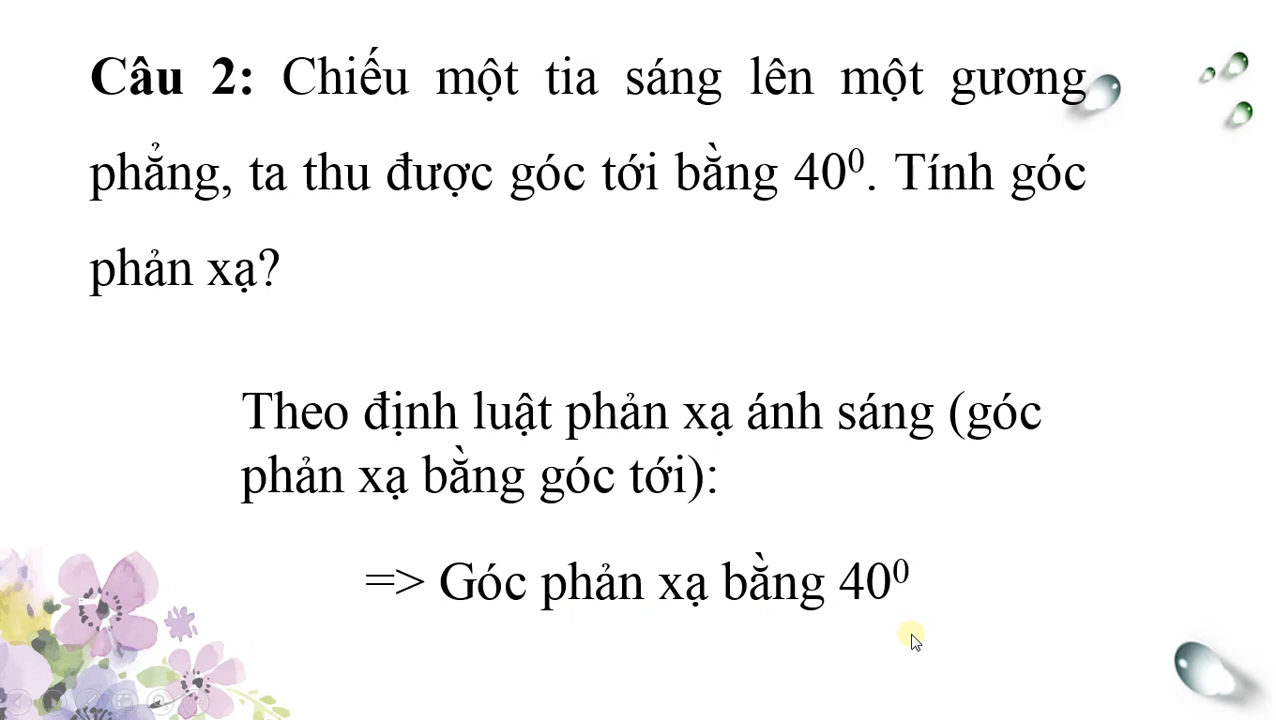 Câu 2: Chiếu một tia sáng lên một gương
phẳng, ta thu được góc tới bằng 40⁰. Tính góc
phản xạ?
Theo định luật phản xạ ánh sáng (góc
phản xạ bằng góc tới):
=> Góc phản xạ bằng 40⁰